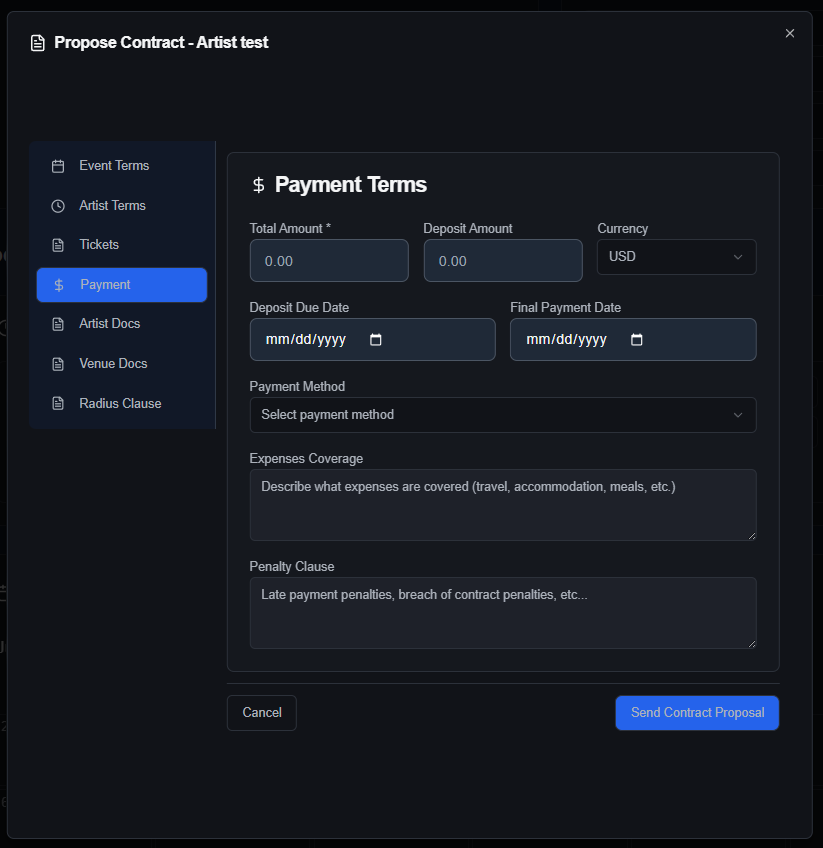 Propose Contract - Artist test
Event Terms
Artist Terms
Tickets
Payment
Artist Docs
Venue Docs
Radius Clause
$ Payment Terms
Total Amount * Deposit Amount Currency
0.00 0.00 USD
Deposit Due Date Final Payment Date
mm/dd/yyyy mm/dd/yyyy
Payment Method
Select payment method
Expenses Coverage
Describe what expenses are covered (travel, accommodation, meals, etc.)
Penalty Clause
Late payment penalties, breach of contract penalties, etc...
Cancel Send Contract Proposal